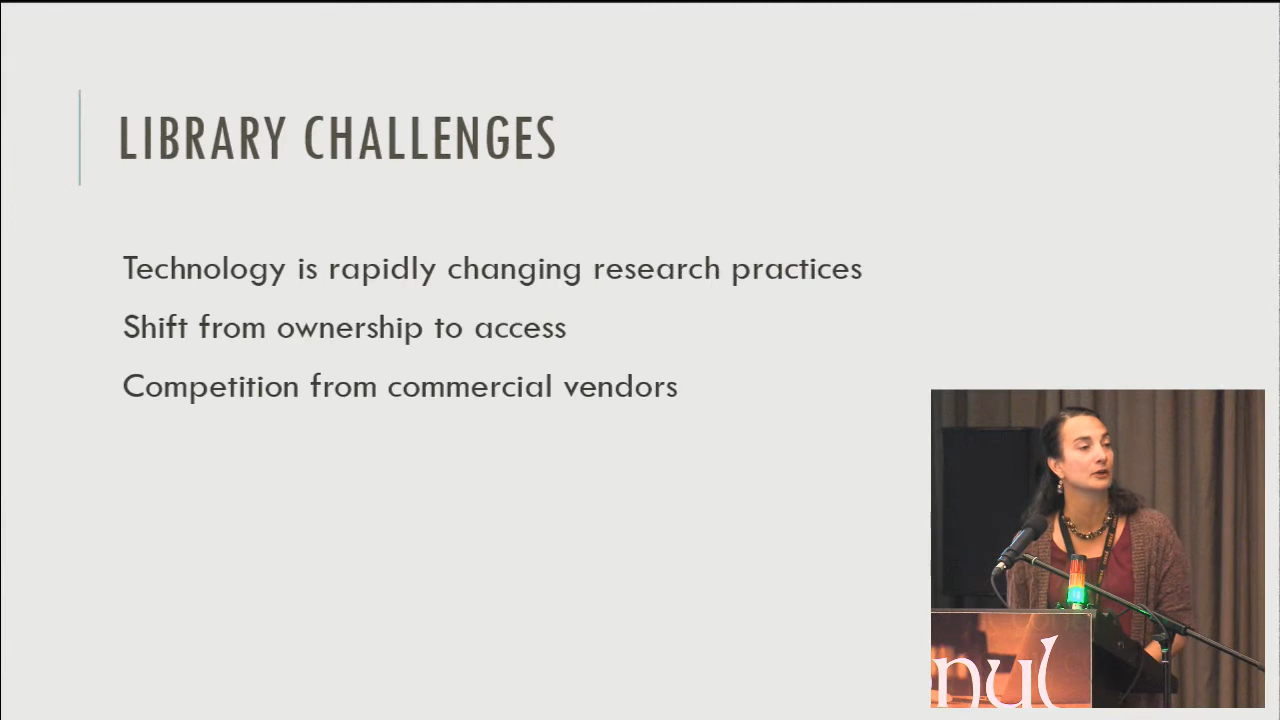 LIBRARY CHALLENGES
Technology is rapidly changing research practices
Shift from ownership to access
Competition from commercial vendors
nul